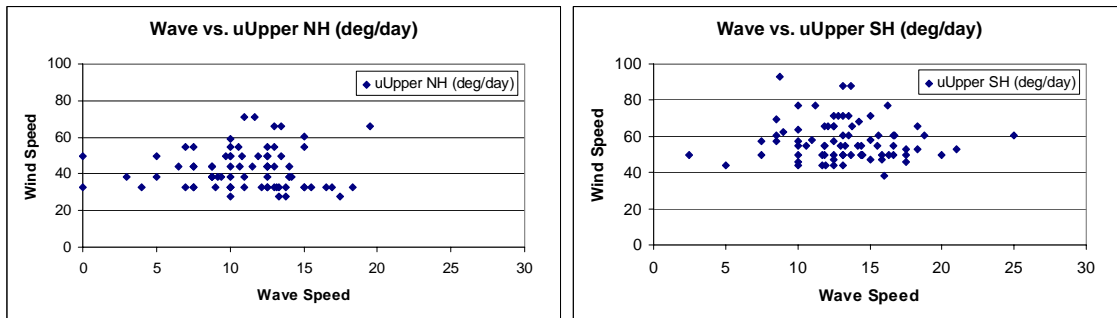 Wave vs. uUpper NH (deg/day)
100
80
60
40
20
0
Wind Speed
uUpper NH (deg/day)
0 5 10 15 20 25 30
Wave Speed
Wave vs. uUpper SH (deg/day)
100
80
60
40
20
0
Wind Speed
uUpper SH (deg/day)
0 5 10 15 20 25 30
Wave Speed